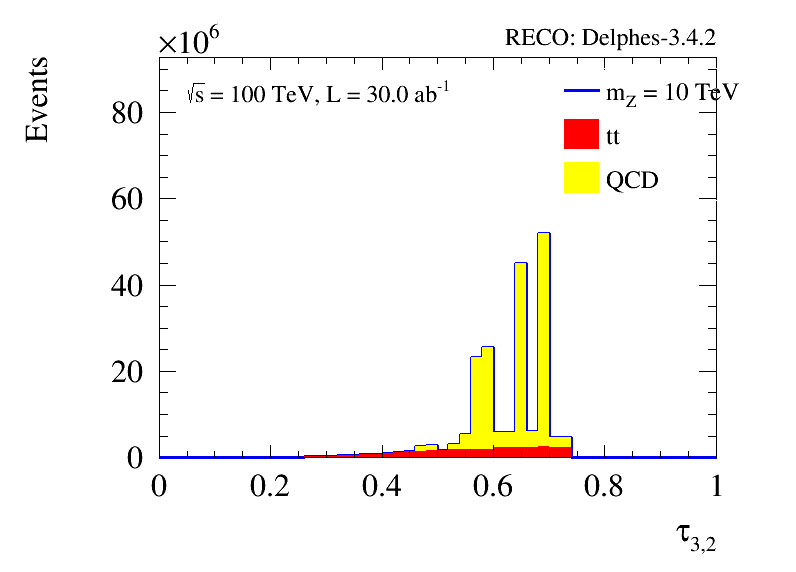 ×10^6
RECO: Delphes-3.4.2
Events
√s = 100 TeV, L = 30.0 ab^-1
m_Z = 10 TeV
tt
QCD
80
60
40
20
0
0 0.2 0.4 0.6 0.8 1
τ_3,2